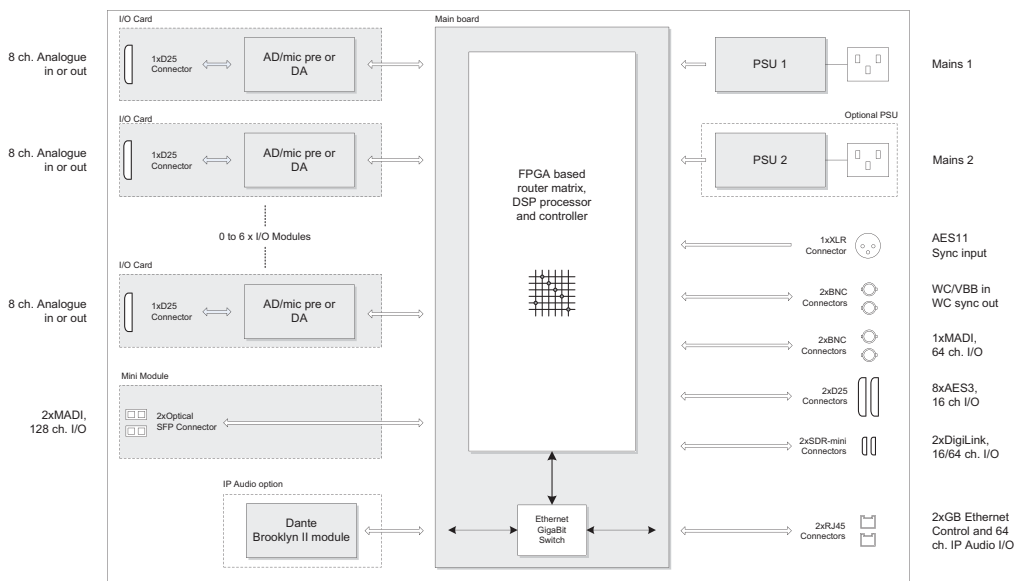 I/O Card
Main board
8 ch. Analogue
in or out
1xD25
Connector
AD/mic pre or
DA
PSU 1
Mains 1
I/O Card
Optional PSU
8 ch. Analogue
in or out
1xD25
Connector
AD/mic pre or
DA
PSU 2
Mains 2
FPGA based
router matrix,
DSP processor
and controller
0 to 6 x I/O Modules
1xXLR
Connector
AES11
Sync input
I/O Card
8 ch. Analogue
in or out
1xD25
Connector
AD/mic pre or
DA
2xBNC
Connectors
WC/VBB in
WC sync out
2xBNC
Connectors
1xMADI,
64 ch. I/O
Mini Module
2xMADI,
128 ch. I/O
2xOptical
SFP Connector
2xD25
Connectors
8xAES3,
16 ch I/O
2xSDR-mini
Connectors
2xDigiLink,
16/64 ch. I/O
IP Audio option
Dante
Brooklyn II module
Ethernet
GigaBit
Switch
2xRJ45
Connectors
2xGB Ethernet
Control and 64
ch. IP Audio I/O